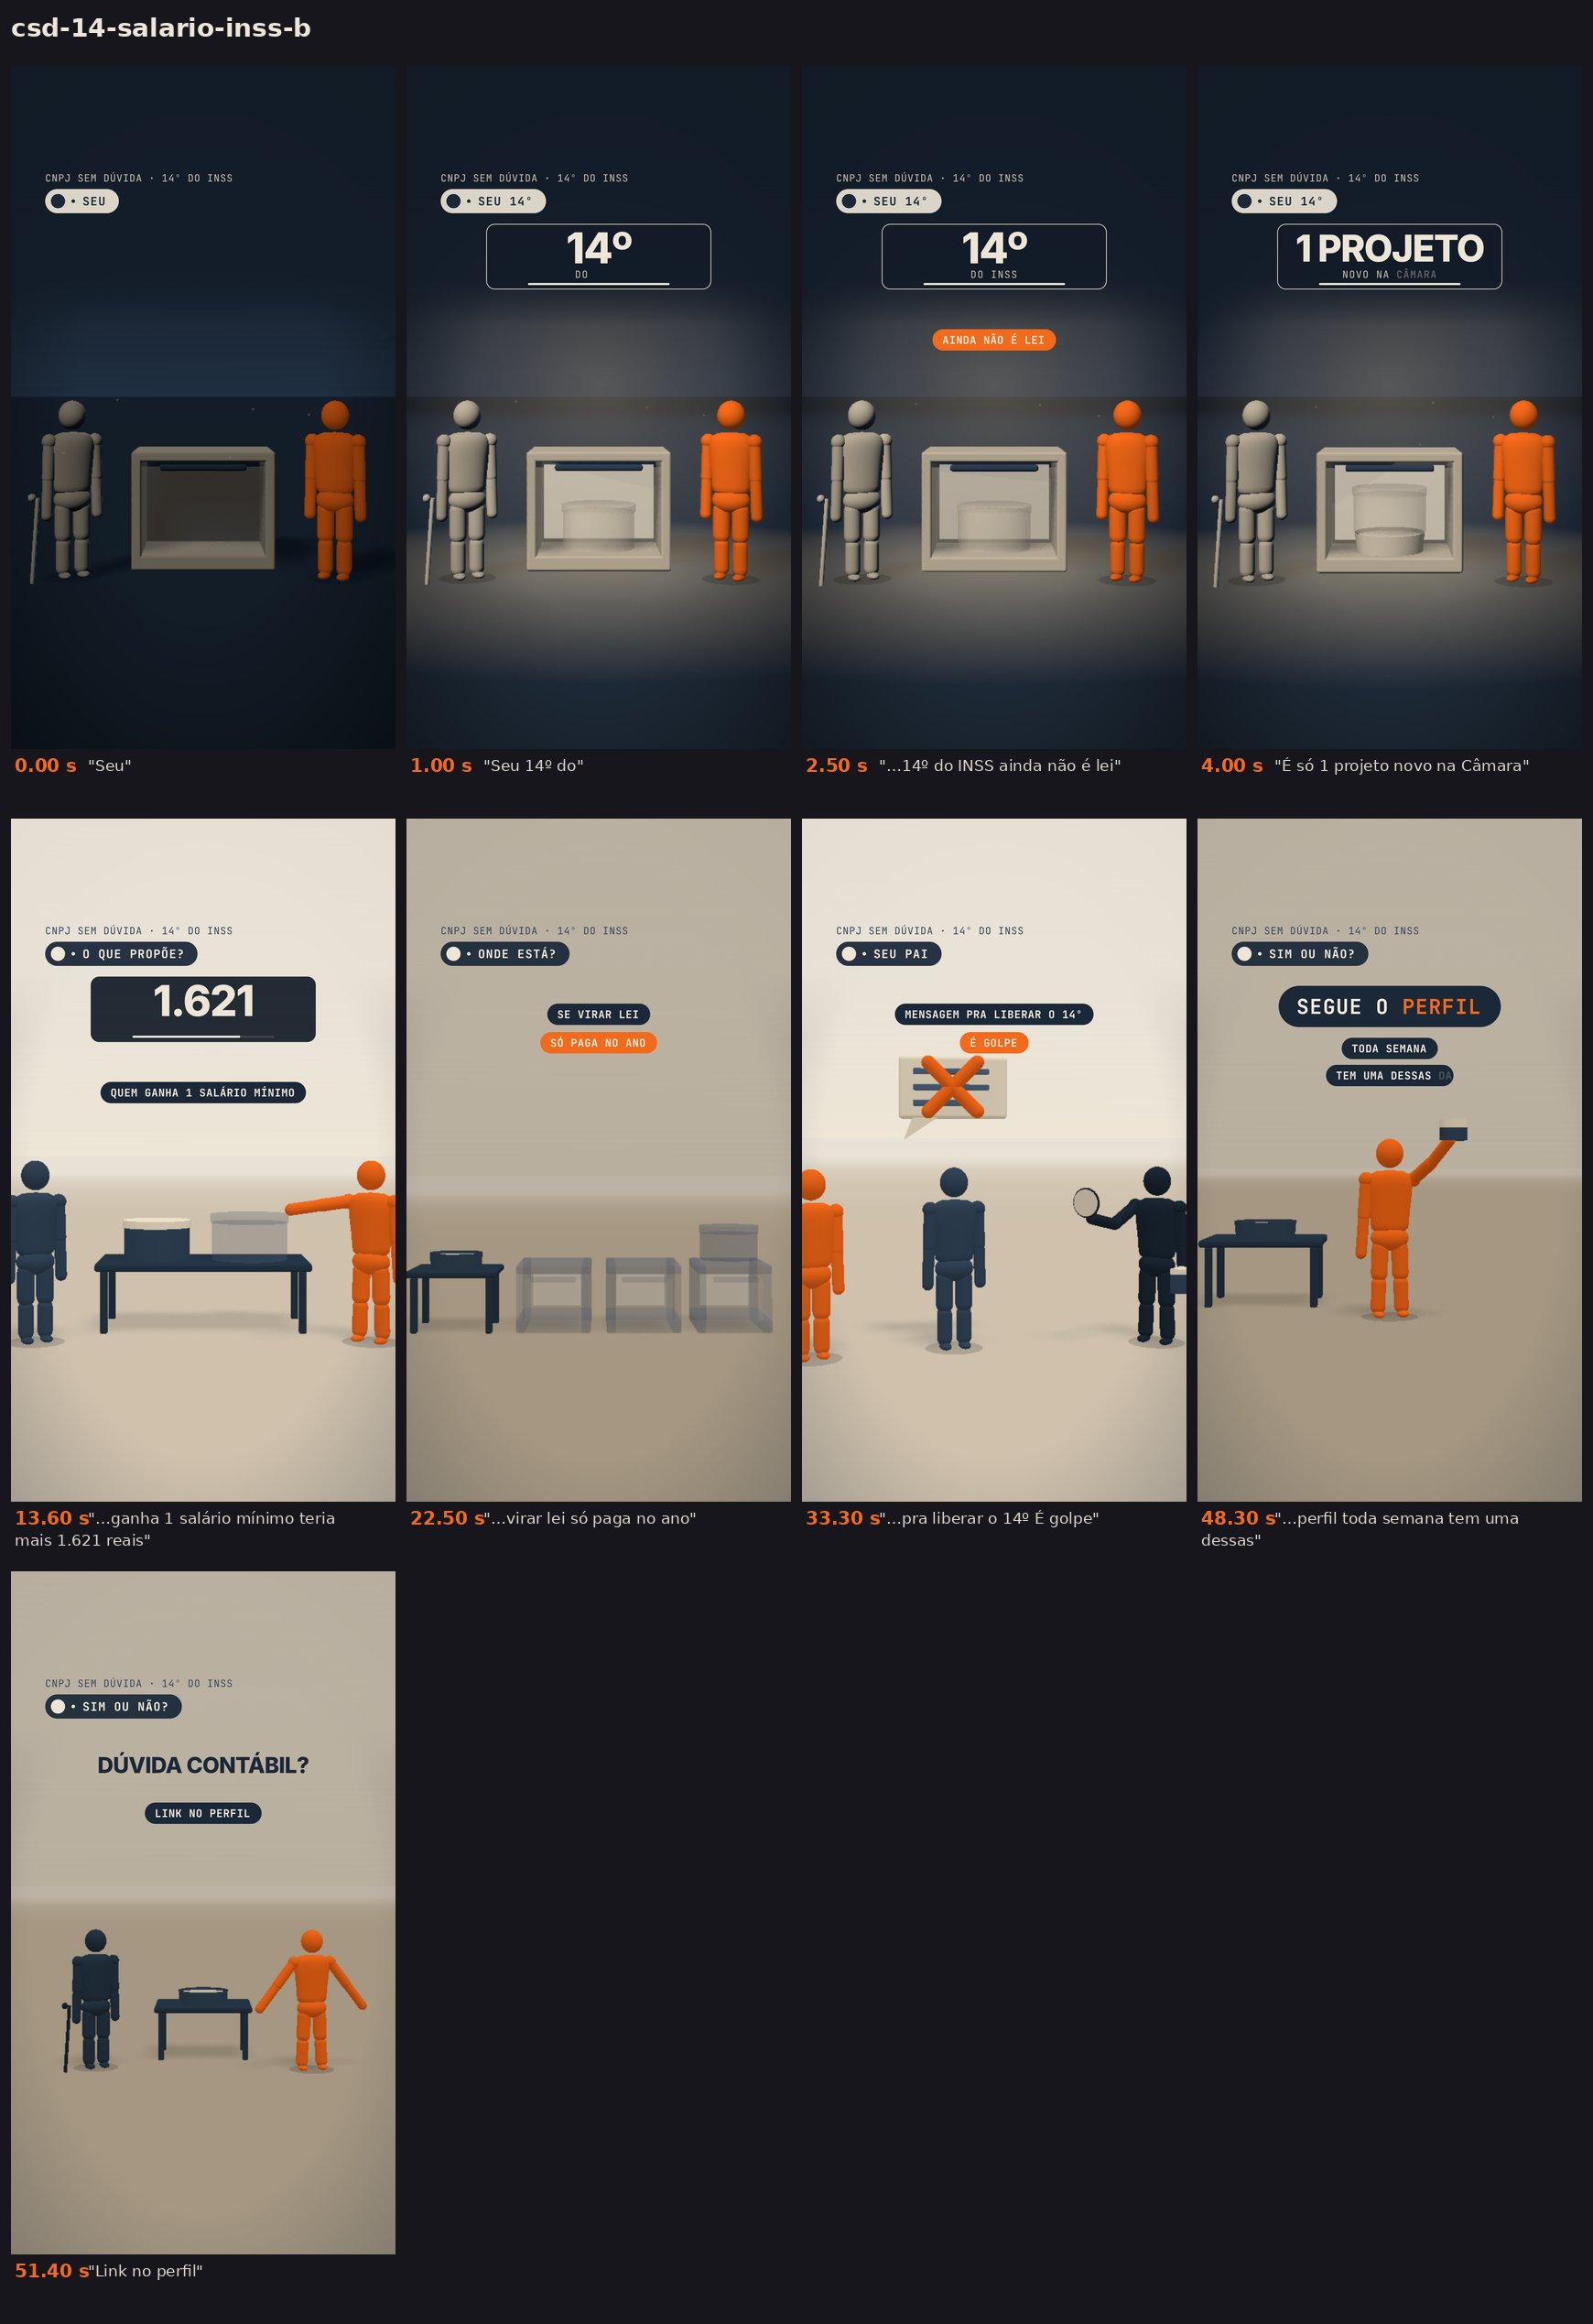 csd-14-salario-inss-b
CNPJ SEM DÚVIDA · 14° DO INSS
• SEU
0.00 s "Seu"
CNPJ SEM DÚVIDA · 14° DO INSS
• SEU 14°
14º
DO
1.00 s "Seu 14º do"
CNPJ SEM DÚVIDA · 14° DO INSS
• SEU 14°
14º
DO INSS
AINDA NÃO É LEI
2.50 s "...14º do INSS ainda não é lei"
CNPJ SEM DÚVIDA · 14° DO INSS
• SEU 14°
1 PROJETO
NOVO NA CÂMARA
4.00 s "É só 1 projeto novo na Câmara"
CNPJ SEM DÚVIDA · 14° DO INSS
• O QUE PROPÕE?
1.621
QUEM GANHA 1 SALÁRIO MÍNIMO
13.60 s "...ganha 1 salário mínimo teria
mais 1.621 reais"
CNPJ SEM DÚVIDA · 14° DO INSS
• ONDE ESTÁ?
SE VIRAR LEI
SÓ PAGA NO ANO
22.50 s "...virar lei só paga no ano"
CNPJ SEM DÚVIDA · 14° DO INSS
• SEU PAI
MENSAGEM PRA LIBERAR O 14°
É GOLPE
33.30 s "...pra liberar o 14º É golpe"
CNPJ SEM DÚVIDA · 14° DO INSS
• SIM OU NÃO?
SEGUE O PERFIL
TODA SEMANA
TEM UMA DESSAS DA
48.30 s "...perfil toda semana tem uma
dessas"
CNPJ SEM DÚVIDA · 14° DO INSS
• SIM OU NÃO?
DÚVIDA CONTÁBIL?
LINK NO PERFIL
51.40 s "Link no perfil"